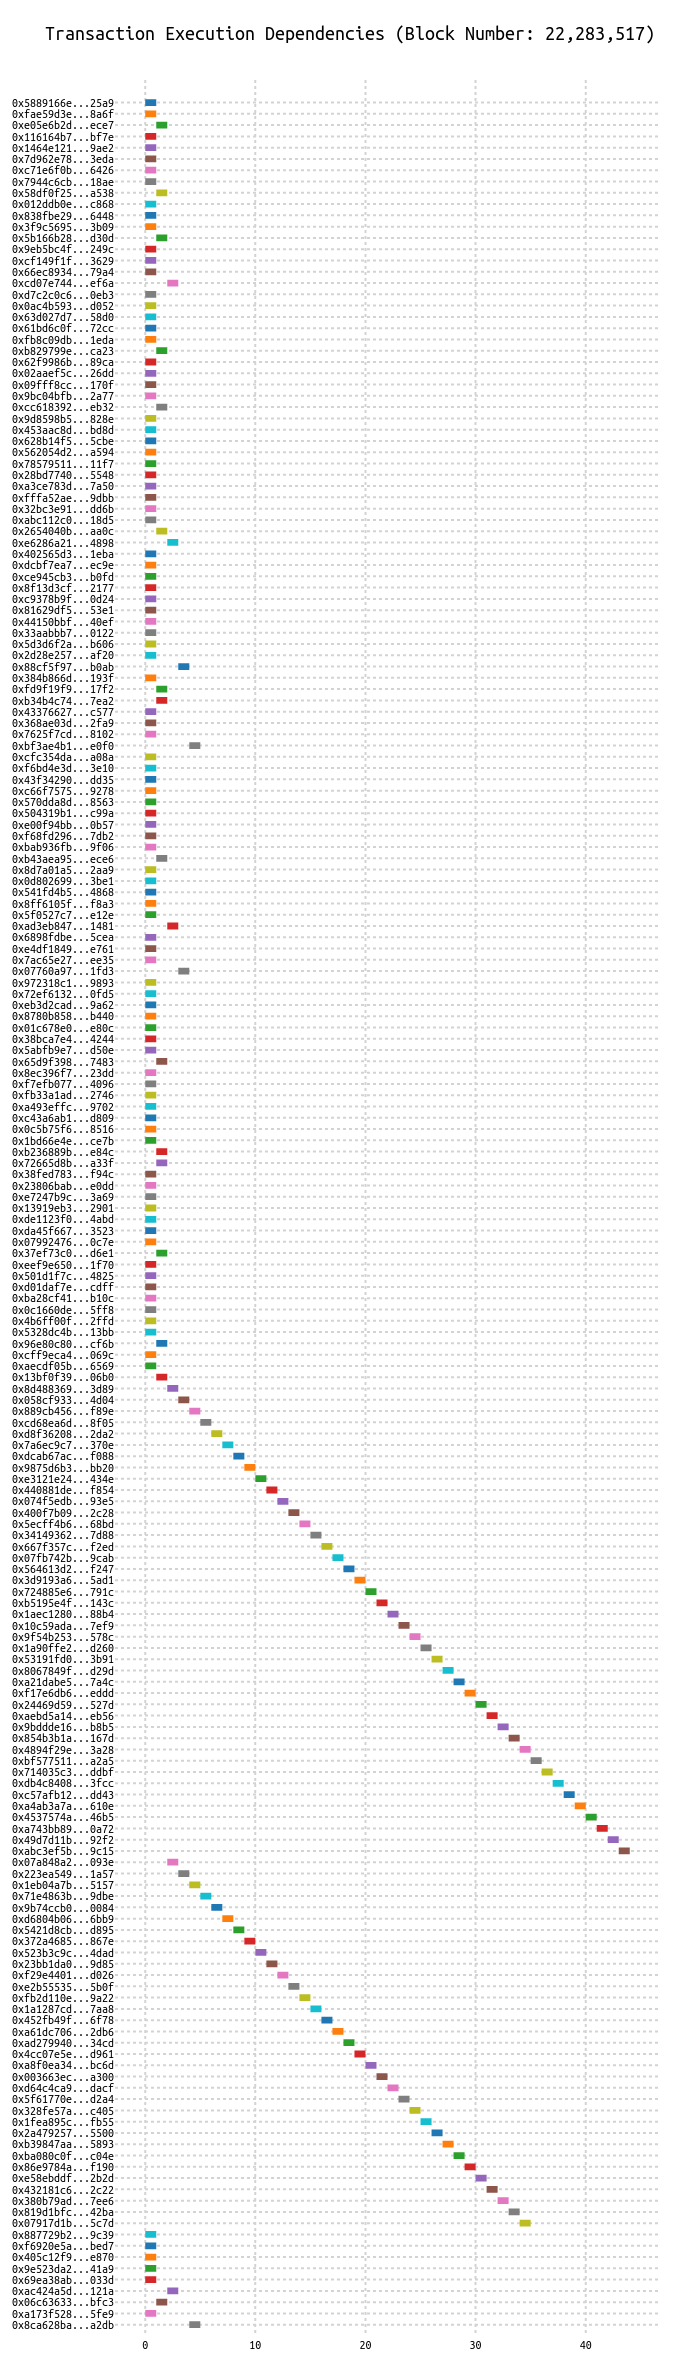 Transaction Execution Dependencies (Block Number: 22,283,517)
0x5889166e...25a9
0xfae59d3e...8a6f
0xe05e6b2d...ece7
0x116164b7...bf7e
0x1464e121...9ae2
0x7d962e78...3eda
0xc71e6f0b...6426
0x7944c6cb...18ae
0x58df0f25...a538
0x012ddb0e...c868
0x838fbe29...6448
0x3f9c5695...3b09
0x5b166b28...d30d
0x9eb5bc4f...249c
0xcf149f1f...3629
0x66ec8934...79a4
0xcd07e744...ef6a
0xd7c2c0c6...0eb3
0x0ac4b593...d052
0x63d027d7...58d0
0x61bd6c0f...72cc
0xfb8c09db...1eda
0xb829799e...ca23
0x62f9986b...89ca
0x02aaef5c...26dd
0x09fff8cc...170f
0x9bc04bfb...2a77
0xcc618392...eb32
0x9d8598b5...828e
0x453aac8d...bd8d
0x628b14f5...5cbe
0x562054d2...a594
0x78579511...11f7
0x28bd7740...5548
0xa3ce783d...7a50
0xfffa52ae...9dbb
0x32bc3e91...dd6b
0xabc112c0...18d5
0x2654040b...aa0c
0xe6286a21...4898
0x402565d3...1eba
0xdcbf7ea7...ec9e
0xce945cb3...b0fd
0x8f13d3cf...2177
0xc9378b9f...0d24
0x81629df5...53e1
0x44150bbf...40ef
0x33aabbb7...0122
0x5d3d6f2a...b606
0x2d28e257...af20
0x88cf5f97...b0ab
0x384b866d...193f
0xfd9f19f9...17f2
0xb34b4c74...7ea2
0x43376627...c577
0x368ae03d...2fa9
0x7625f7cd...8102
0xbf3ae4b1...e0f0
0xcfc354da...a08a
0xf6bd4e3d...3e10
0x43f34290...dd35
0xc66f7575...9278
0x570dda8d...8563
0x504319b1...c99a
0xe00f94bb...0b57
0xf68fd296...7db2
0xbab936fb...9f06
0xb43aea95...ece6
0x8d7a01a5...2aa9
0x0d802699...3be1
0x541fd4b5...4868
0x8ff6105f...f8a3
0x5f0527c7...e12e
0xad3eb847...1481
0x6898fdbe...5cea
0xe4df1849...e761
0x7ac65e27...ee35
0x07760a97...1fd3
0x972318c1...9893
0x72ef6132...0fd5
0xeb3d2cad...9a62
0x8780b858...b440
0x01c678e0...e80c
0x38bca7e4...4244
0x5abfb9e7...d50e
0x65d9f398...7483
0x8ec396f7...23dd
0xf7efb077...4096
0xfb33a1ad...2746
0xa493effc...9702
0xc43a6ab1...d809
0x0c5b75f6...8516
0x1bd66e4e...ce7b
0xb236889b...e84c
0x72665d8b...a33f
0x38fed783...f94c
0x23806bab...e0dd
0xe7247b9c...3a69
0x13919eb3...2901
0xde1123f0...4abd
0xda45f667...3523
0x07992476...0c7e
0x37ef73c0...d6e1
0xeef9e650...1f70
0x501d1f7c...4825
0xd01daf7e...cdff
0xba28cf41...b10c
0x0c1660de...5ff8
0x4b6ff00f...2ffd
0x5328dc4b...13bb
0x96e80c80...cf6b
0xcff9eca4...069c
0xaecdf05b...6569
0x13bf0f39...06b0
0x8d488369...3d89
0x058cf933...4d04
0x889cb456...f89e
0xcd68ea6d...8f05
0xd8f36208...2da2
0x7a6ec9c7...370e
0xdcab67ac...f088
0x9875d6b3...bb20
0xe3121e24...434e
0x440881de...f854
0x074f5edb...93e5
0x400f7b09...2c28
0x5ecff4b6...68bd
0x34149362...7d88
0x667f357c...f2ed
0x07fb742b...9cab
0x564613d2...f247
0x3d9193a6...5ad1
0x724885e6...791c
0xb5195e4f...143c
0x1aec1280...88b4
0x10c59ada...7ef9
0x9f54b253...578c
0x1a90ffe2...d260
0x53191fd0...3b91
0x8067849f...d29d
0xa21dabe5...7a4c
0xf17e6db6...eddd
0x24469d59...527d
0xaebd5a14...eb56
0x9bddde16...b8b5
0x854b3b1a...167d
0x4894f29e...3a28
0xbf577511...a2a5
0x714035c3...ddbf
0xdb4c8408...3fcc
0xc57afb12...dd43
0xa4ab3a7a...610e
0x4537574a...46b5
0xa743bb89...0a72
0x49d7d11b...92f2
0xabc3ef5b...9c15
0x07a848a2...093e
0x223ea549...1a57
0x1eb04a7b...5157
0x71e4863b...9dbe
0x9b74ccb0...0084
0xd6804b06...6bb9
0x5421d8cb...d895
0x372a4685...867e
0x523b3c9c...4dad
0x23bb1da0...9d85
0xf29e4401...d026
0xe2b55535...5b0f
0xfb2d110e...9a22
0x1a1287cd...7aa8
0x452fb49f...6f78
0xa61dc706...2db6
0xad279940...34cd
0x4cc07e5e...d961
0xa8f0ea34...bc6d
0x003663ec...a300
0xd64c4ca9...dacf
0x5f61770e...d2a4
0x328fe57a...c405
0x1fea895c...fb55
0x2a479257...5500
0xb39847aa...5893
0xba080c0f...c04e
0x86e9784a...f190
0xe58ebddf...2b2d
0x432181c6...2c22
0x380b79ad...7ee6
0x819d1bfc...42ba
0x07917d1b...5c7d
0x887729b2...9c39
0xf6920e5a...bed7
0x405c12f9...e870
0x9e523da2...41a9
0x69ea38ab...033d
0xac424a5d...121a
0x06c63633...bfc3
0xa173f528...5fe9
0x8ca628ba...a2db
0 10 20 30 40